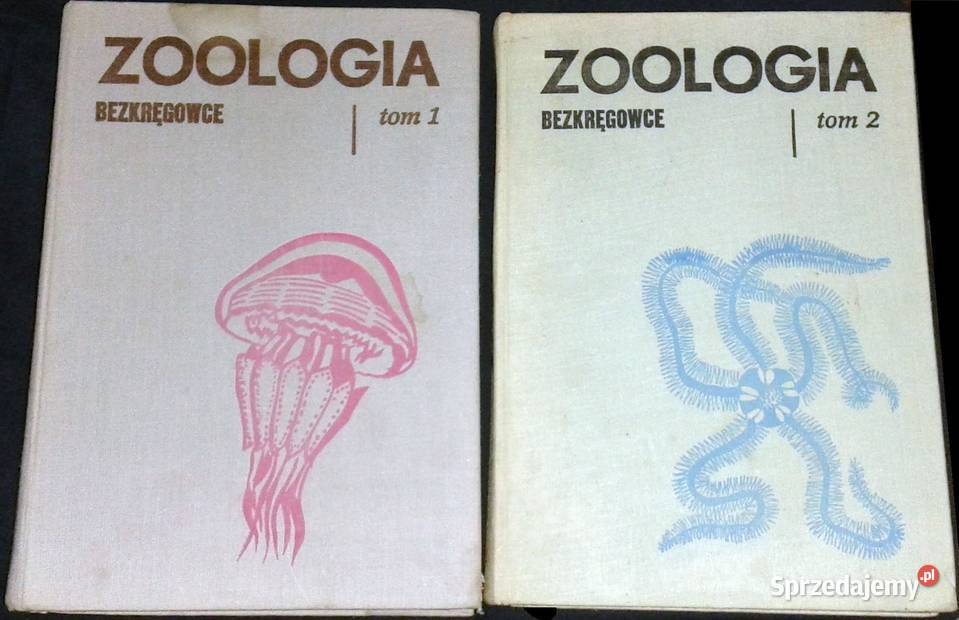 ZOOLOGIA
BEZKRĘGOWCE
tom 1
ZOOLOGIA
BEZKRĘGOWCE
tom 2
Sprzedajemy.pl